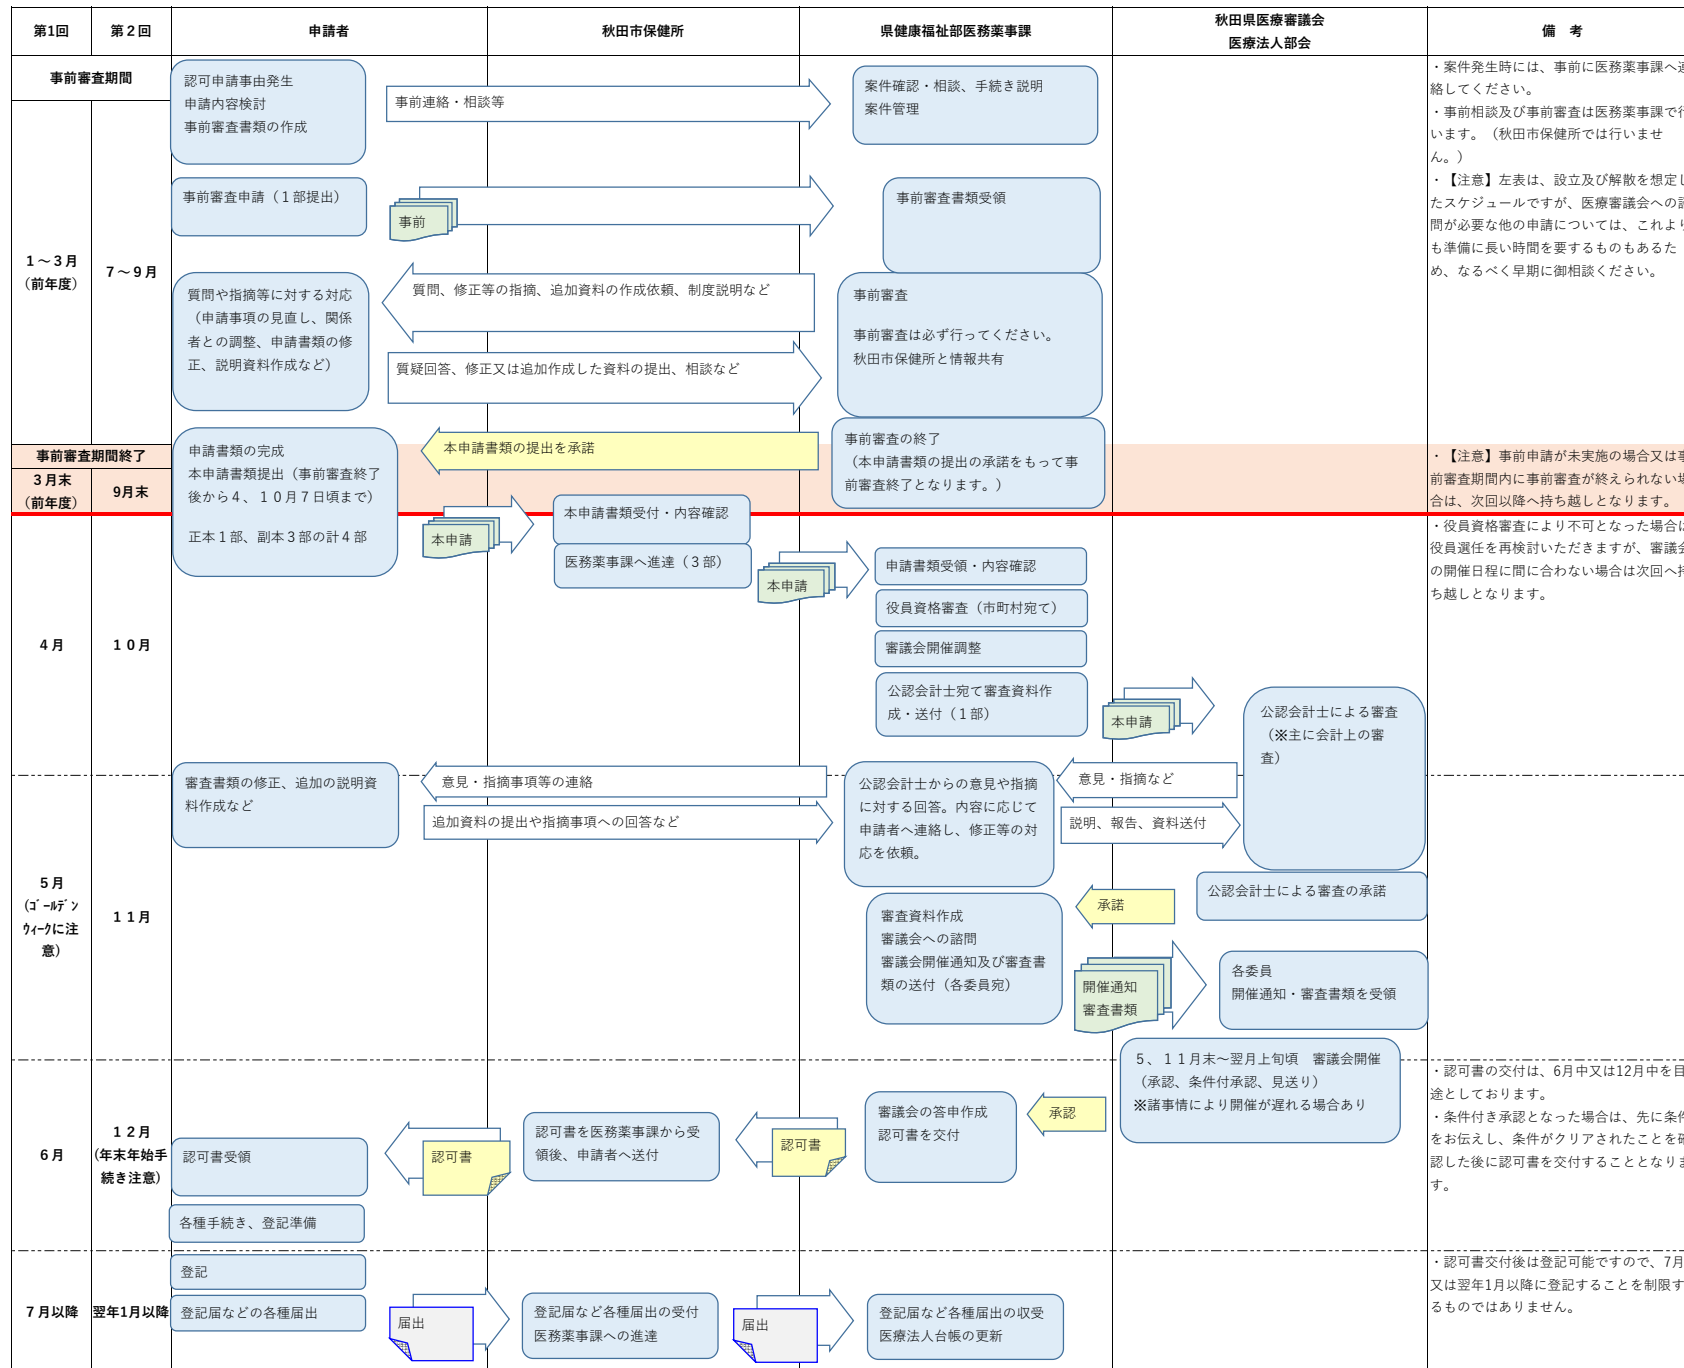 第1回
第２回
申請者
秋田市保健所
県健康福祉部医務薬事課
秋田県医療審議会
医療法人部会
備　考
事前審査期間
１～３月
（前年度）
７～９月
認可申請事由発生
申請内容検討
事前審査書類の作成
事前連絡・相談等
案件確認・相談、手続き説明
案件管理
・案件発生時には、事前に医務薬事課へ
絡してください。
・事前相談及び事前審査は医務薬事課で
います。（秋田市保健所では行いませ
ん。）
・【注意】左表は、設立及び解散を想定し
たスケジュールですが、医療審議会への
問が必要な他の申請については、これより
も準備に長い時間を要するものもあるた
め、なるべく早期に御相談ください。
事前審査申請（１部提出）
事前
事前審査書類受領
質問や指摘等に対する対応
（申請事項の見直し、関係
者との調整、申請書類の修
正、説明資料作成など）
質問、修正等の指摘、追加資料の作成依頼、制度説明など
質疑回答、修正又は追加作成した資料の提出、相談など
事前審査
事前審査は必ず行ってください。
秋田市保健所と情報共有
事前審査期間終了
３月末
（前年度）
9月末
申請書類の完成
本申請書類提出（事前審査終了
後から４、１０月７日頃まで）
正本１部、副本３部の計４部
本申請書類の提出を承諾
事前審査の終了
（本申請書類の提出の承諾をもって事
前審査終了となります。）
・【注意】事前申請が未実施の場合又は
前審査期間内に事前審査が終えられない
合は、次回以降へ持ち越しとなります。
４月
１０月
本申請
本申請書類受付・内容確認
医務薬事課へ進達（３部）
本申請
申請書類受領・内容確認
役員資格審査（市町村宛て）
審議会開催調整
公認会計士宛て審査資料作
成・送付（１部）
本申請
公認会計士による審査
（※主に会計上の審
査）
・役員資格審査により不可となった場合は
役員選任を再検討いただきますが、審議会
の開催日程に間に合わない場合は次回へ
ち越しとなります。
５月
（ｺﾞｰﾙﾃﾞﾝ
ｳｨｰｸに注
意）
１１月
審査書類の修正、追加の説明資
料作成など
意見・指摘事項等の連絡
追加資料の提出や指摘事項への回答など
公認会計士からの意見や指摘
に対する回答。内容に応じて
申請者へ連絡し、修正等の対
応を依頼。
意見・指摘など
説明、報告、資料送付
公認会計士による審査の承諾
承諾
審査資料作成
審議会への諮問
審議会開催通知及び審査書
類の送付（各委員宛）
開催通知
審査書類
各委員
開催通知・審査書類を受領
６月
１２月
（年末年始手
続き注意）
５、１１月末～翌月上旬頃　審議会開催
（承認、条件付承認、見送り）
※諸事情により開催が遅れる場合あり
承認
審議会の答申作成
認可書を交付
認可書
認可書を医務薬事課から受
領後、申請者へ送付
認可書
認可書受領
各種手続き、登記準備
・認可書の交付は、6月中又は12月中を目
途としております。
・条件付き承認となった場合は、先に条件
をお伝えし、条件がクリアされたことを
認した後に認可書を交付することとなりま
す。
７月以降
翌年1月以降
登記
登記届などの各種届出
届出
登記届など各種届出の受付
医務薬事課への進達
届出
登記届など各種届出の収受
医療法人台帳の更新
・認可書交付後は登記可能ですので、7月
又は翌年1月以降に登記することを制限す
るものではありません。